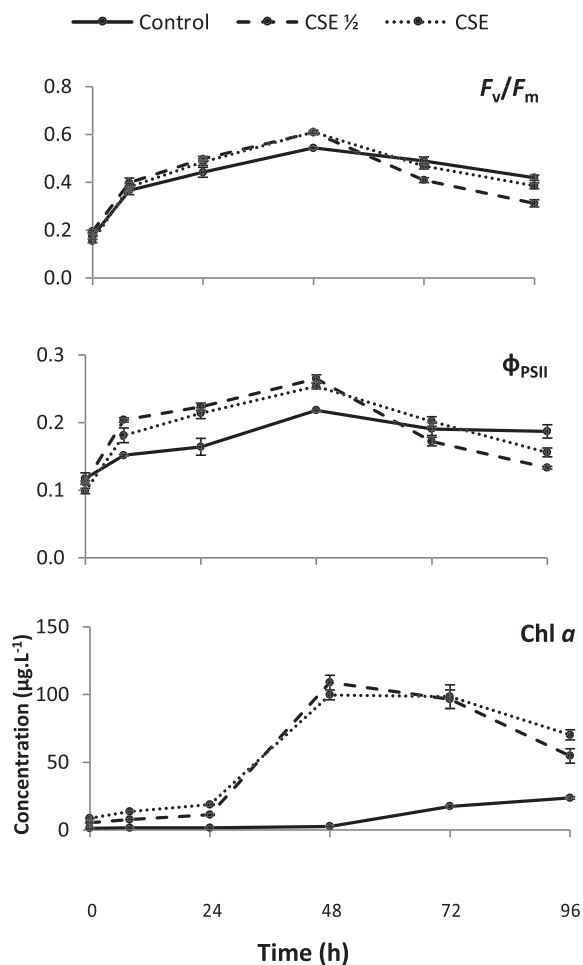 Control CSE ½ CSE
Fv/Fm
0.8
0.6
0.4
0.2
0.0
ΦPSII
0.3
0.2
0.1
0.0
Chl a
Concentration (µg.L⁻¹)
150
100
50
0
0 24 48 72 96
Time (h)